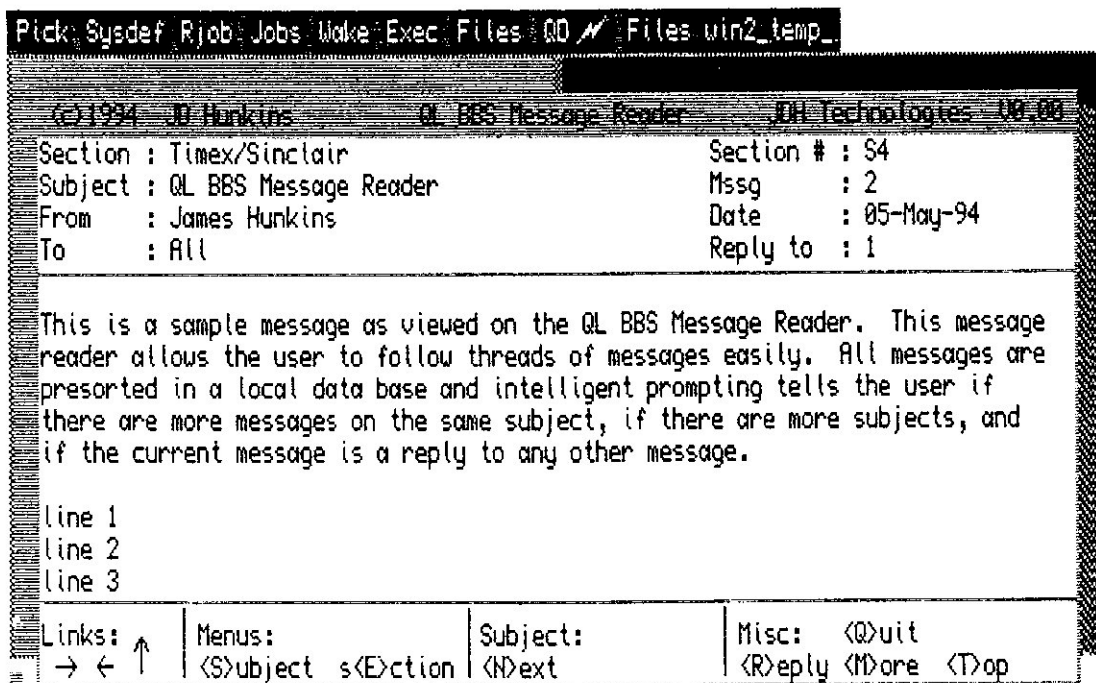 Pick Sysdef Rjob Jobs Wake Exec Files QD Files win2_temp_
(c)1994 JD Hunkins QL BBS Message Reader JDH Technologies V0.00
Section : Timex/Sinclair Section # : S4
Subject : QL BBS Message Reader Mssg : 2
From : James Hunkins Date : 05-May-94
To : All Reply to : 1
This is a sample message as viewed on the QL BBS Message Reader. This message
reader allows the user to follow threads of messages easily. All messages are
presorted in a local data base and intelligent prompting tells the user if
there are more messages on the same subject, if there are more subjects, and
if the current message is a reply to any other message.
line 1
line 2
line 3
Links: ↑ Menus: Subject: Misc: <Q>uit
→ ← <S>ubject s<E>ction <N>ext <R>eply <M>ore <T>op